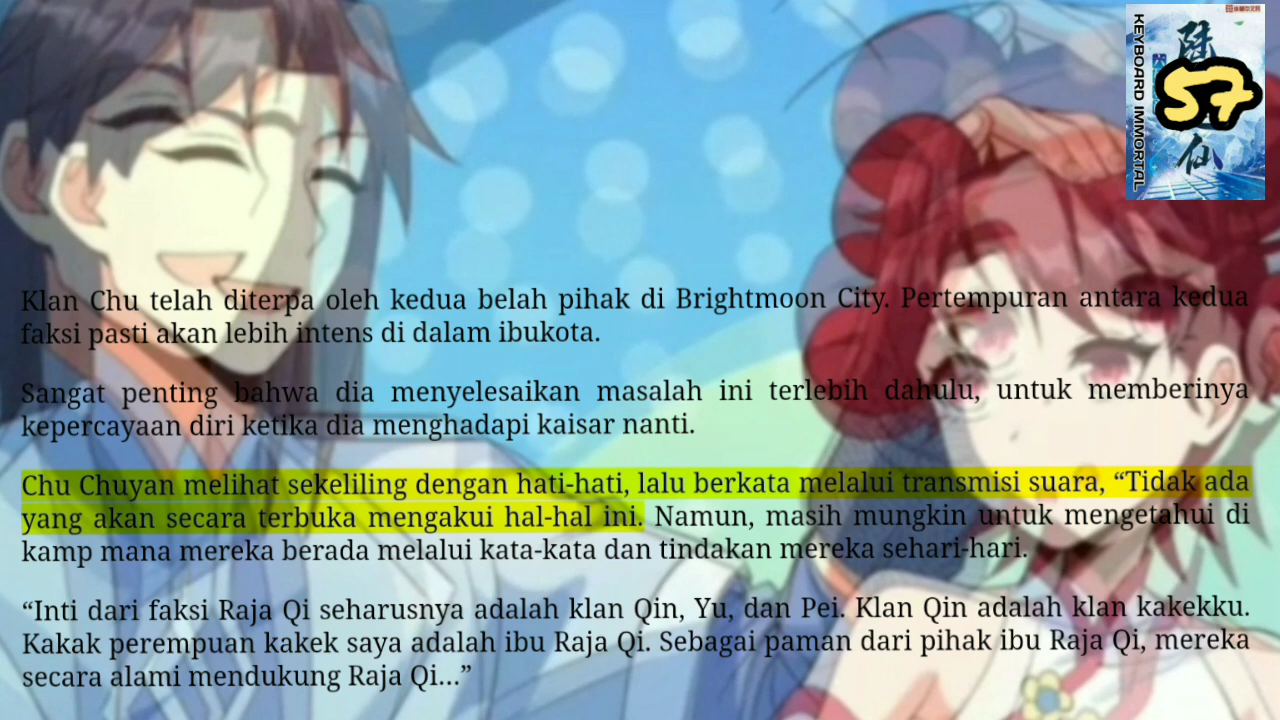 KEYBOARD IMMORTAL
陆
仙
57
Klan Chu telah diterpa oleh kedua belah pihak di Brightmoon City. Pertempuran antara kedua
faksi pasti akan lebih intens di dalam ibukota.
Sangat penting bahwa dia menyelesaikan masalah ini terlebih dahulu, untuk memberinya
kepercayaan diri ketika dia menghadapi kaisar nanti.
Chu Chuyan melihat sekeliling dengan hati-hati, lalu berkata melalui transmisi suara, “Tidak ada
yang akan secara terbuka mengakui hal-hal ini. Namun, masih mungkin untuk mengetahui di
kamp mana mereka berada melalui kata-kata dan tindakan mereka sehari-hari.
“Inti dari faksi Raja Qi seharusnya adalah klan Qin, Yu, dan Pei. Klan Qin adalah klan kakekku.
Kakak perempuan kakek saya adalah ibu Raja Qi. Sebagai paman dari pihak ibu Raja Qi, mereka
secara alami mendukung Raja Qi...”